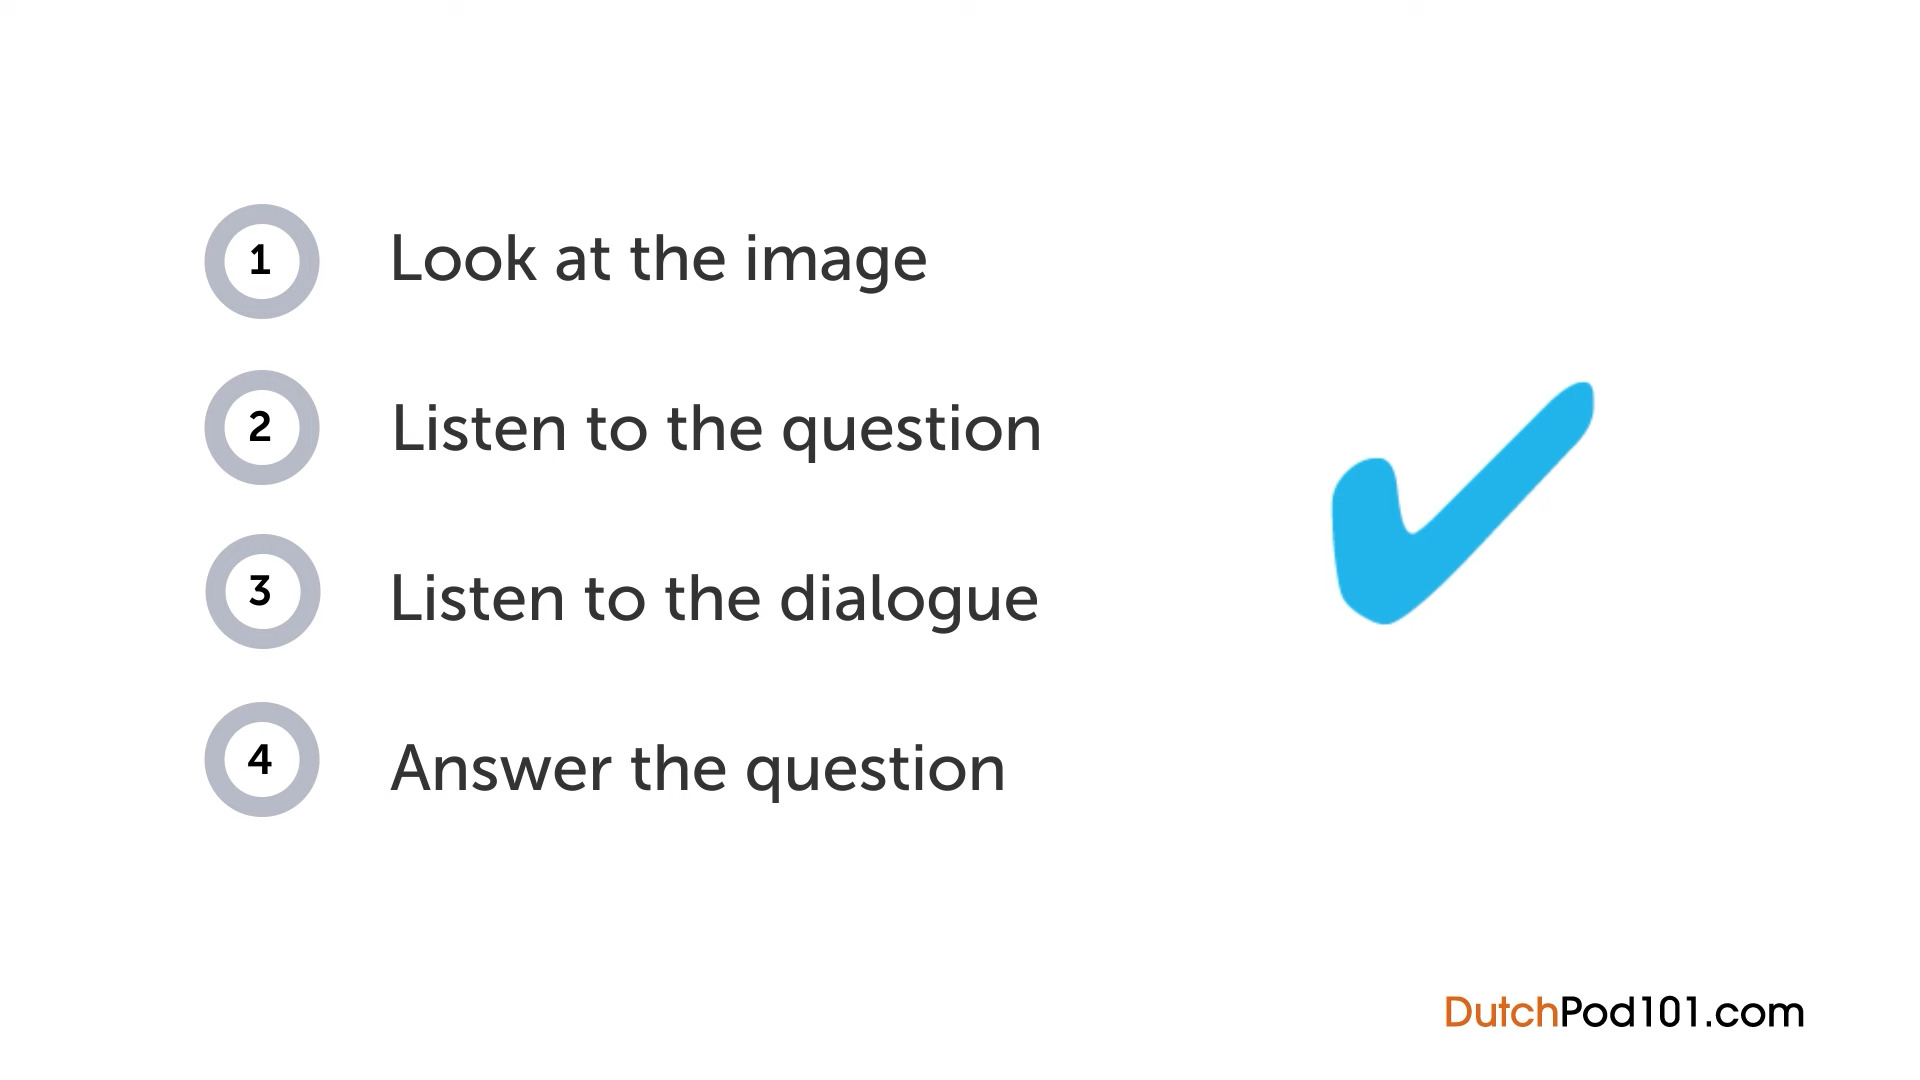 1 Look at the image
2 Listen to the question
3 Listen to the dialogue
4 Answer the question
DutchPod101.com